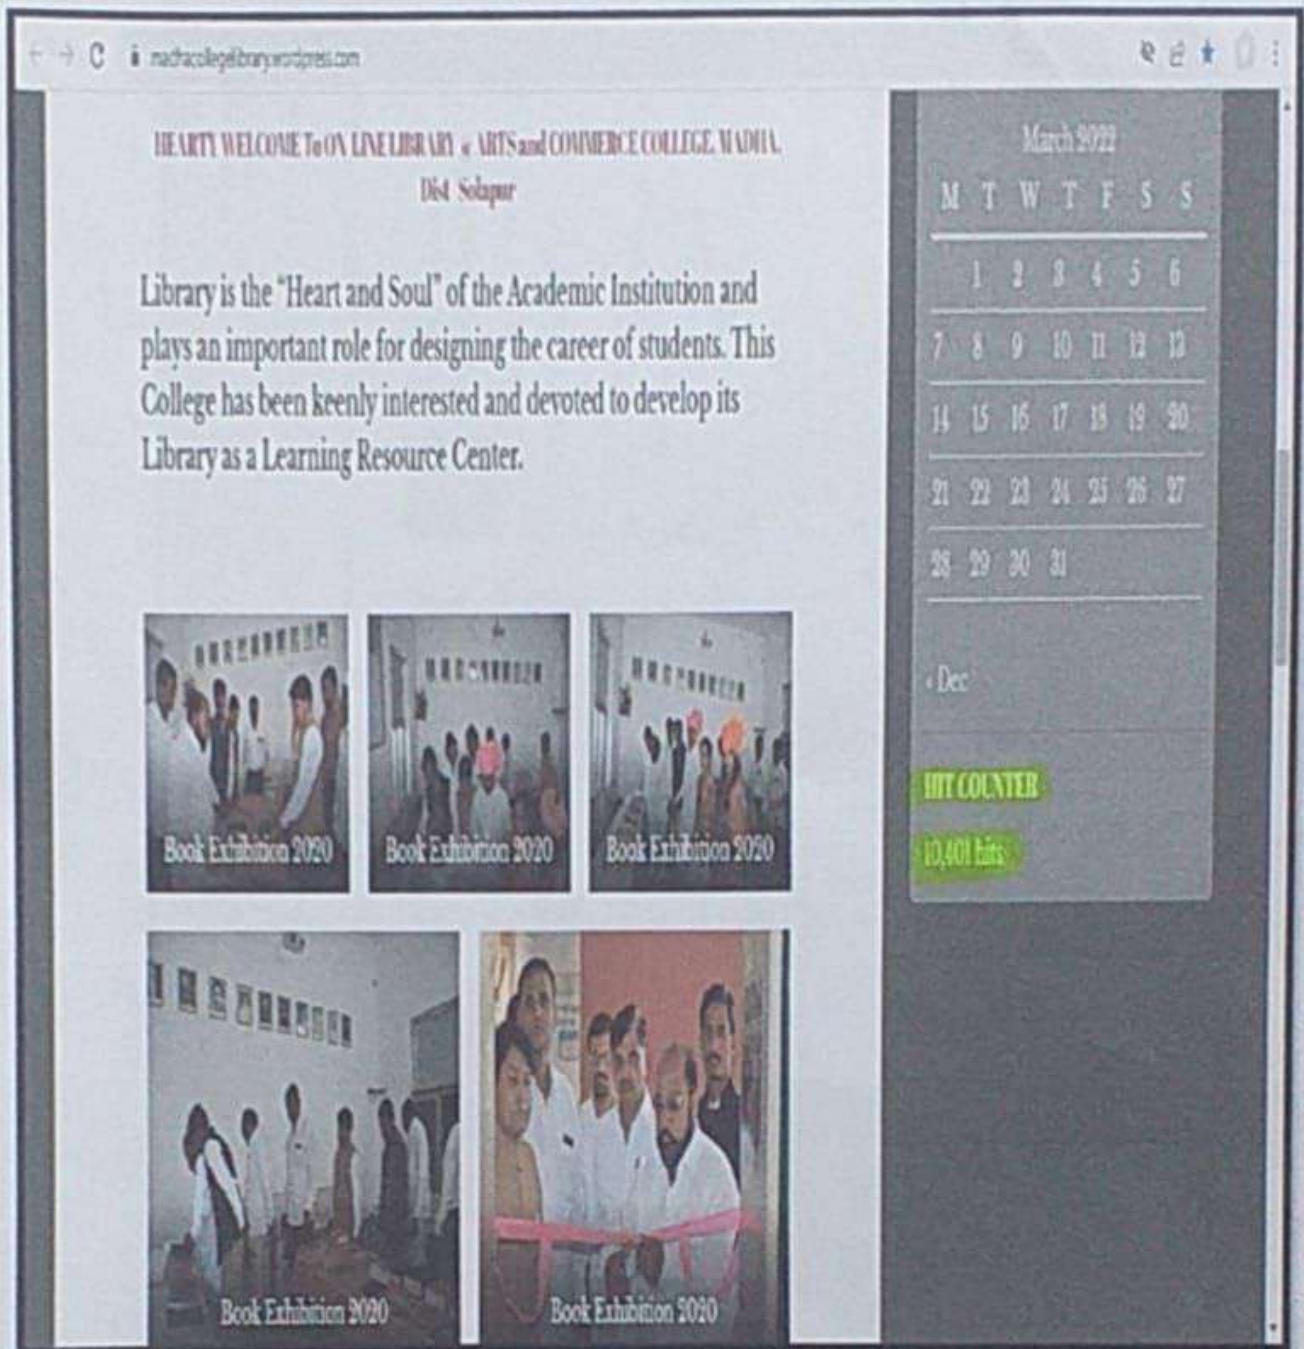 madhacollegelibrary.wordpress.com
HEARTY WELCOME To ON LINE LIBRARY « ARTS and COMMERCE COLLEGE, MADHA.
Dist Solapur
Library is the “Heart and Soul” of the Academic Institution and
plays an important role for designing the career of students. This
College has been keenly interested and devoted to develop its
Library as a Learning Resource Center.
Book Exhibition 2020
Book Exhibition 2020
Book Exhibition 2020
Book Exhibition 2020
Book Exhibition 2020
March 2022
M T W T F S S
1 2 3 4 5 6
7 8 9 10 11 12 13
14 15 16 17 18 19 20
21 22 23 24 25 26 27
28 29 30 31
« Dec
HIT COUNTER
10,401 hits